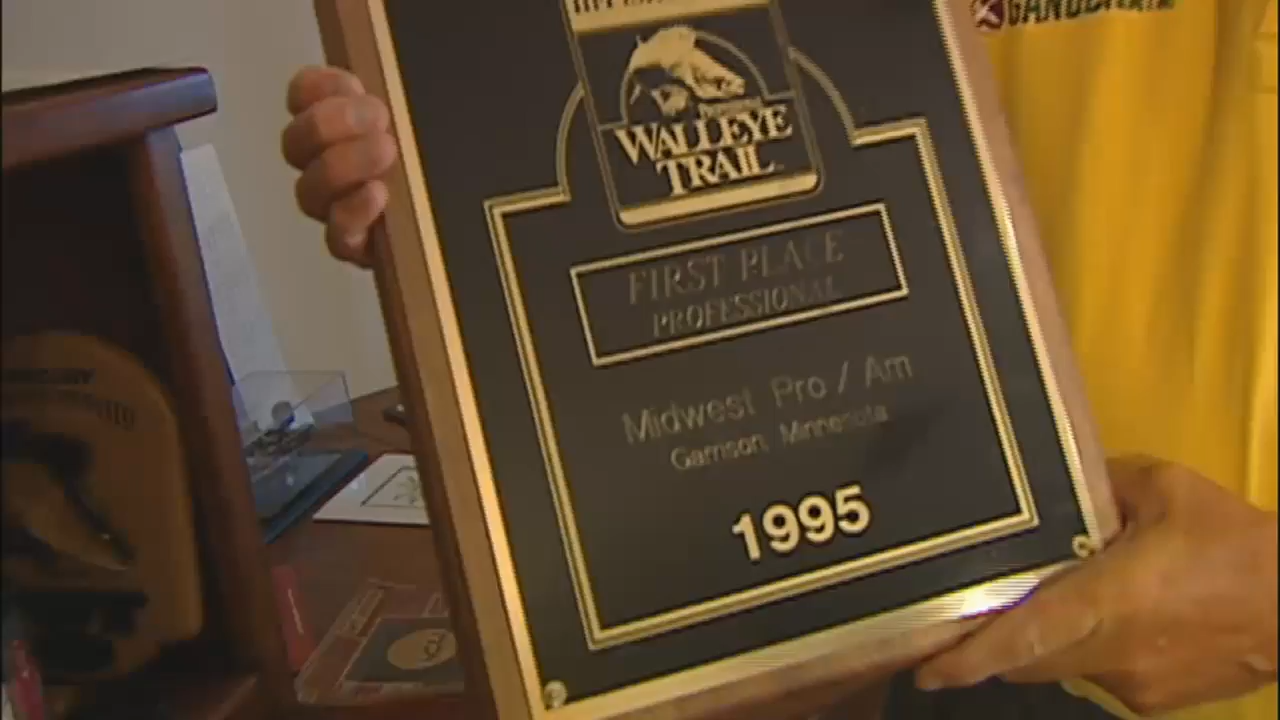 WALLEYE
TRAIL
FIRST PLACE
PROFESSIONAL
Midwest Pro / Am
Garrison, Minnesota
1995